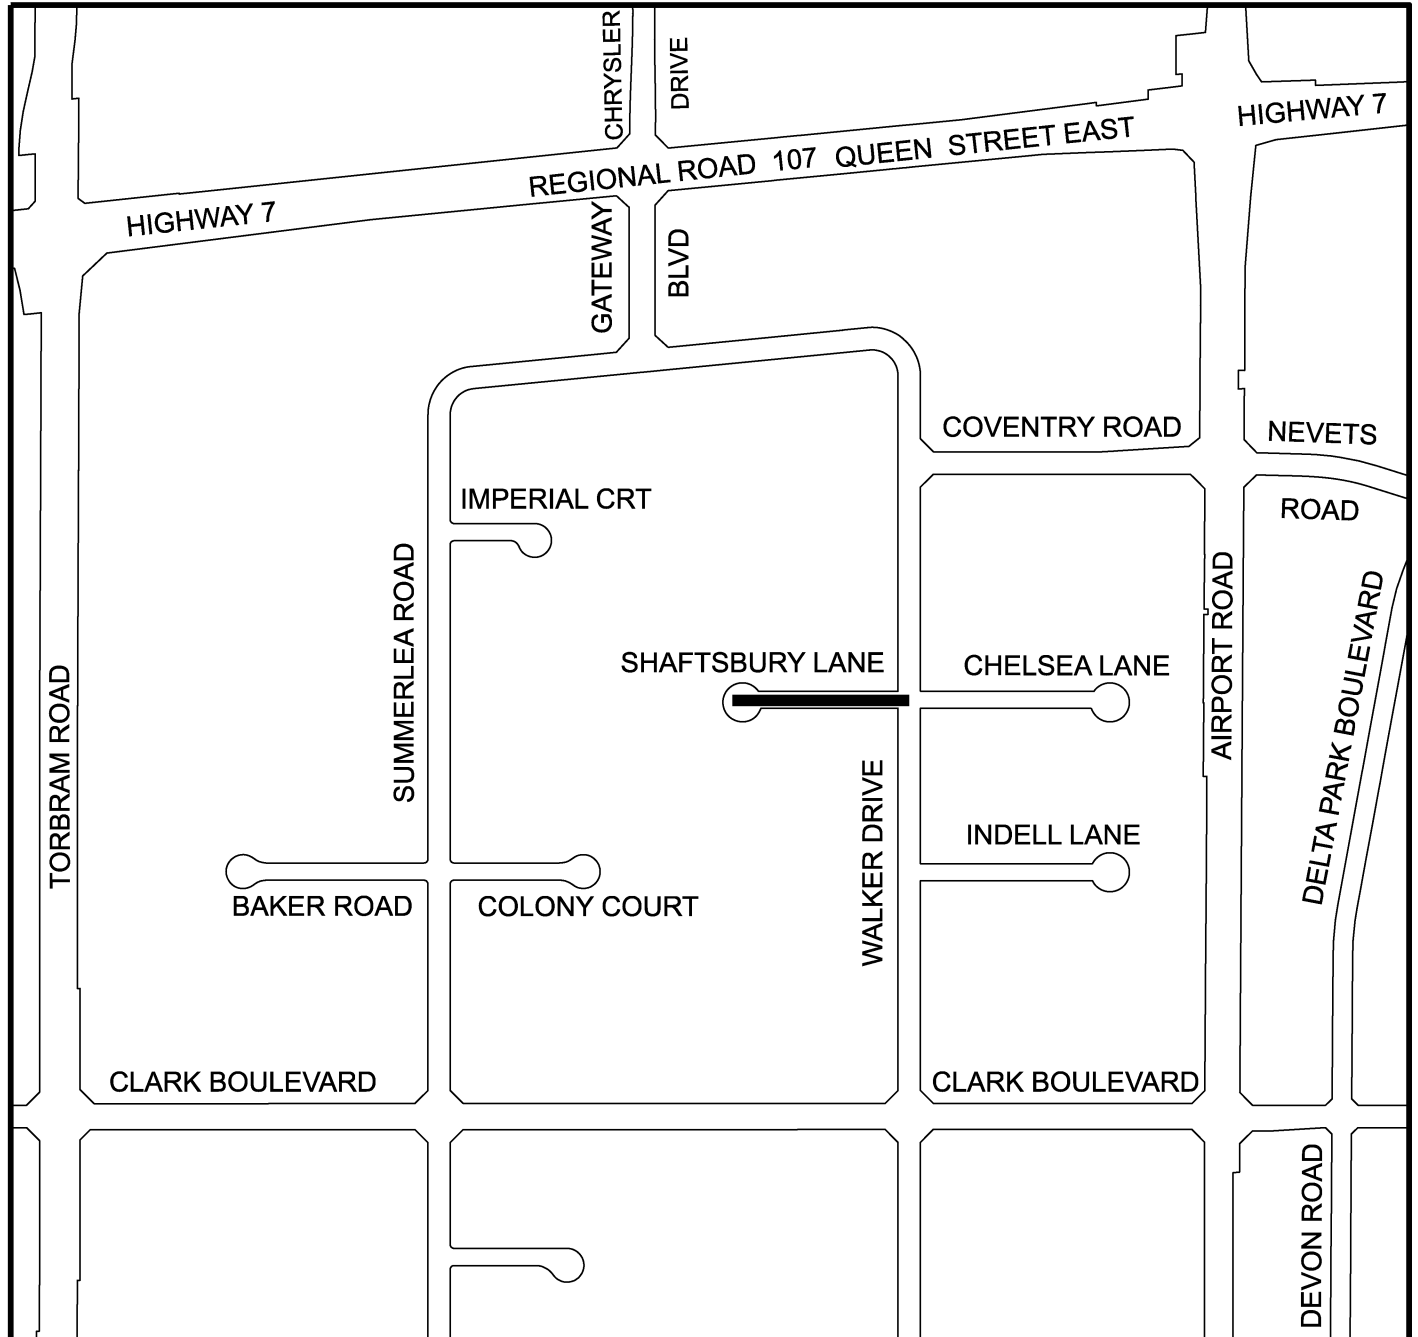 CHRYSLER
DRIVE
HIGHWAY 7
REGIONAL ROAD 107 QUEEN STREET EAST
HIGHWAY 7
GATEWAY
BLVD
COVENTRY ROAD
NEVETS
ROAD
IMPERIAL CRT
SUMMERLEA ROAD
SHAFTSBURY LANE
CHELSEA LANE
AIRPORT ROAD
DELTA PARK BOULEVARD
TORBRAM ROAD
WALKER DRIVE
INDELL LANE
BAKER ROAD
COLONY COURT
CLARK BOULEVARD
CLARK BOULEVARD
DEVON ROAD